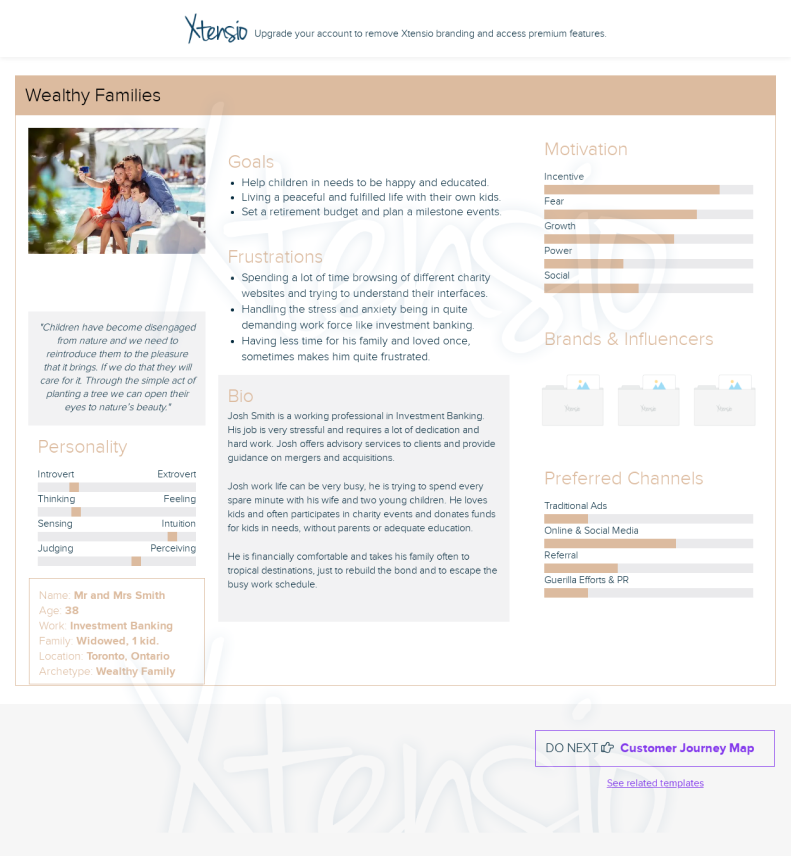 Xtensio Upgrade your account to remove Xtensio branding and access premium features.
Wealthy Families
"Children have become disengaged
from nature and we need to
reintroduce them to the pleasure
that it brings. If we do that they will
care for it. Through the simple act of
planting a tree we can open their
eyes to nature's beauty."
Personality
Introvert Extrovert
Thinking Feeling
Sensing Intuition
Judging Perceiving
Name: Mr and Mrs Smith
Age: 38
Work: Investment Banking
Family: Widowed, 1 kid.
Location: Toronto, Ontario
Archetype: Wealthy Family
Goals
• Help children in needs to be happy and educated.
• Living a peaceful and fulfilled life with their own kids.
• Set a retirement budget and plan a milestone events.
Frustrations
• Spending a lot of time browsing of different charity
websites and trying to understand their interfaces.
• Handling the stress and anxiety being in quite
demanding work force like investment banking.
• Having less time for his family and loved once,
sometimes makes him quite frustrated.
Bio
Josh Smith is a working professional in Investment Banking.
His job is very stressful and requires a lot of dedication and
hard work. Josh offers advisory services to clients and provide
guidance on mergers and acquisitions.
Josh work life can be very busy, he is trying to spend every
spare minute with his wife and two young children. He loves
kids and often participates in charity events and donates funds
for kids in needs, without parents or adequate education.
He is financially comfortable and takes his family often to
tropical destinations, just to rebuild the bond and to escape the
busy work schedule.
Motivation
Incentive
Fear
Growth
Power
Social
Brands & Influencers
Xtensio Xtensio Xtensio
Preferred Channels
Traditional Ads
Online & Social Media
Referral
Guerilla Efforts & PR
Xtensio
Xtensio
DO NEXT Customer Journey Map
See related templates